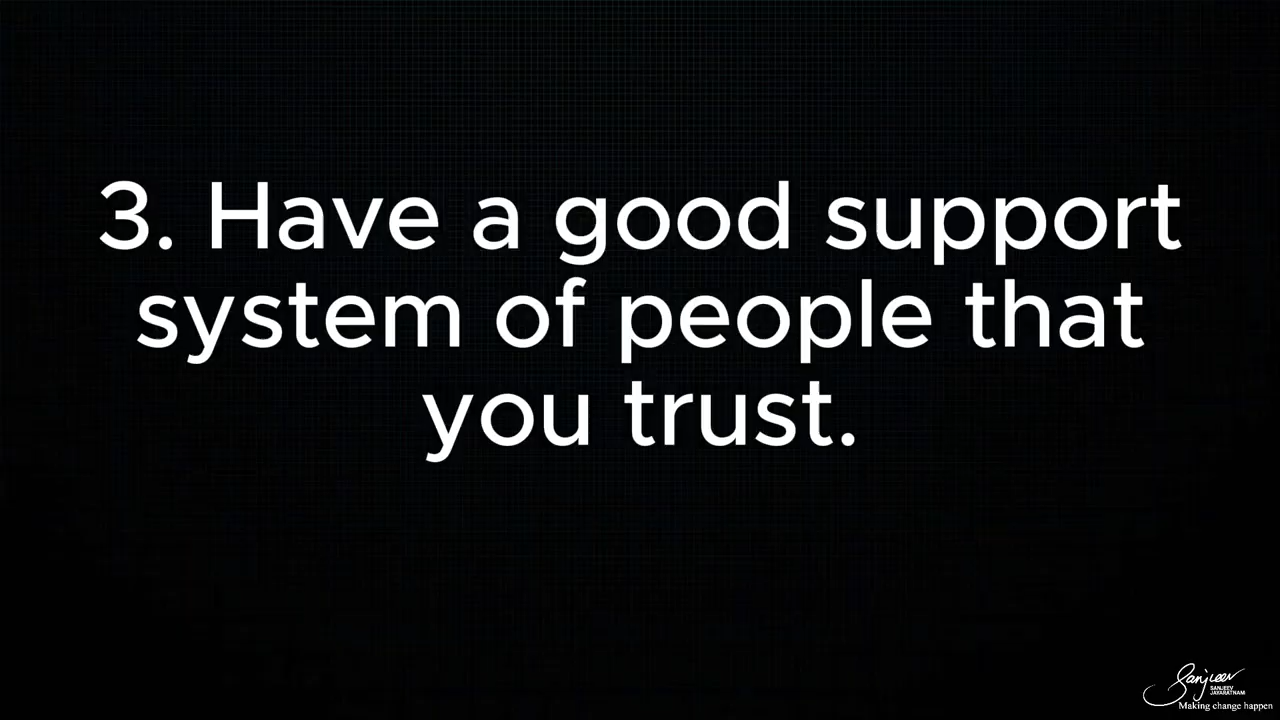 3. Have a good support
system of people that
you trust.
Sanjeev
SANJEEV
JAYARATNAM
Making change happen